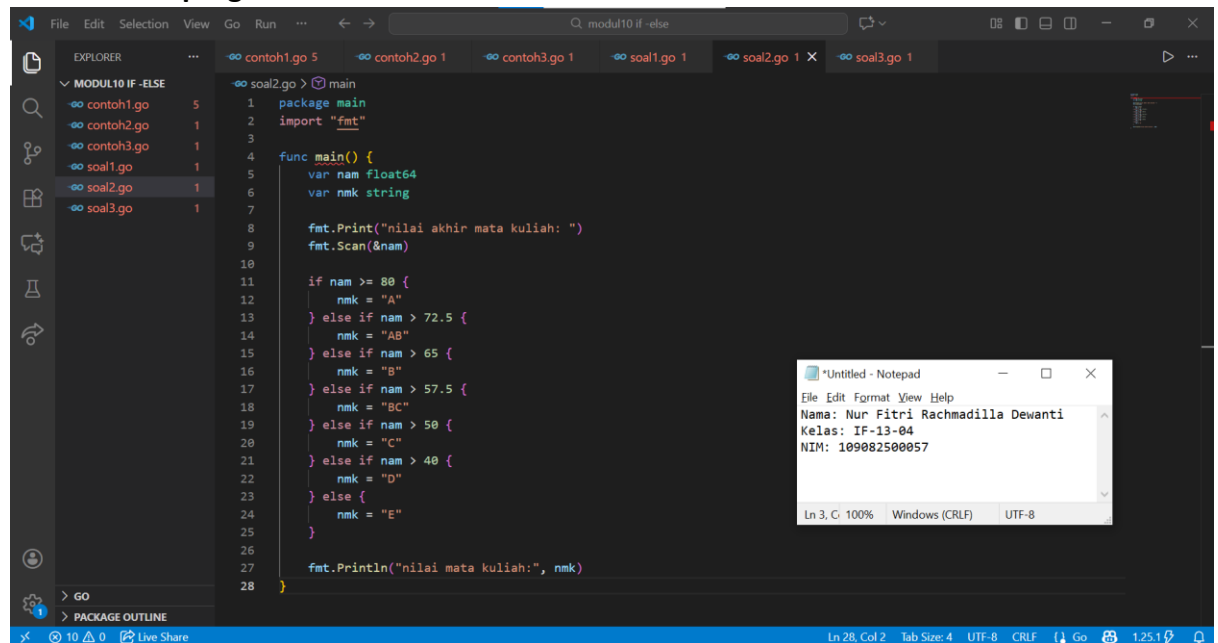 File Edit Selection View Go Run ... modul10 if -else
EXPLORER ... contoh1.go 5 contoh2.go 1 contoh3.go 1 soal1.go 1 soal2.go 1 X soal3.go 1
MODUL10 IF -ELSE
contoh1.go 5
contoh2.go 1
contoh3.go 1
soal1.go 1
soal2.go 1
soal3.go 1
soal2.go > main
1 package main
2 import "fmt"
3
4 func main() {
5 var nam float64
6 var nmk string
7
8 fmt.Print("nilai akhir mata kuliah: ")
9 fmt.Scan(&nam)
10
11 if nam >= 80 {
12 nmk = "A"
13 } else if nam > 72.5 {
14 nmk = "AB"
15 } else if nam > 65 {
16 nmk = "B"
17 } else if nam > 57.5 {
18 nmk = "BC"
19 } else if nam > 50 {
20 nmk = "C"
21 } else if nam > 40 {
22 nmk = "D"
23 } else {
24 nmk = "E"
25 }
26
27 fmt.Println("nilai mata kuliah:", nmk)
28 }
*Untitled - Notepad
File Edit Format View Help
Nama: Nur Fitri Rachmadilla Dewanti
Kelas: IF-13-04
NIM: 109082500057
Ln 3, C 100% Windows (CRLF) UTF-8
> GO
> PACKAGE OUTLINE
1
10 0 Live Share Ln 28, Col 2 Tab Size: 4 UTF-8 CRLF Go 1.25.1